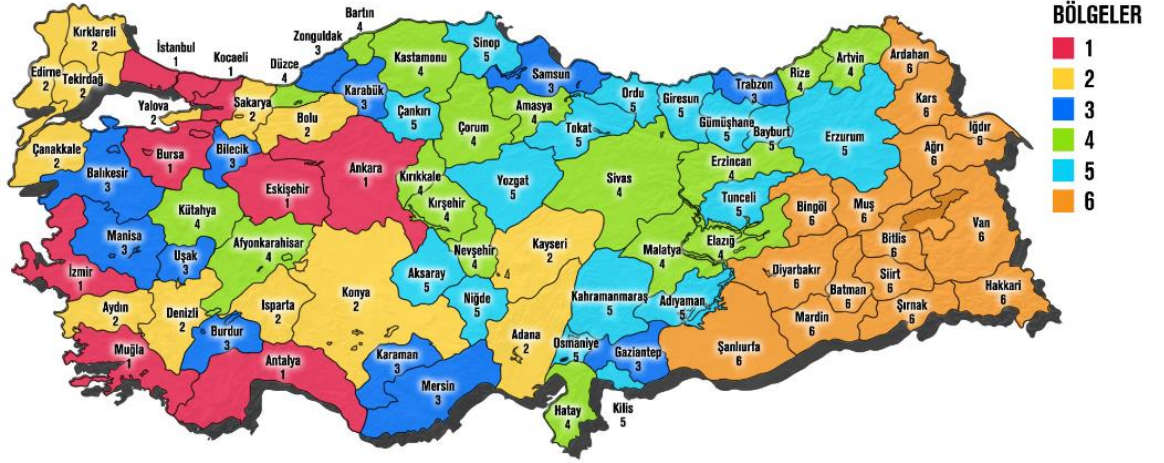 BÖLGELER
1
2
3
4
5
6
Kırklareli
2
Edirne
2
Tekirdağ
2
İstanbul
1
Kocaeli
1
Yalova
2
Sakarya
2
Düzce
4
Zonguldak
3
Bartın
4
Karabük
3
Kastamonu
4
Sinop
5
Samsun
3
Bolu
2
Çankırı
5
Çorum
4
Amasya
4
Tokat
5
Ordu
5
Giresun
5
Gümüşhane
5
Trabzon
3
Bayburt
5
Rize
4
Artvin
4
Ardahan
6
Kars
6
Iğdır
6
Ağrı
6
Erzurum
5
Erzincan
4
Çanakkale
2
Balıkesir
3
Bursa
1
Bilecik
3
Eskişehir
1
Ankara
1
Kırıkkale
4
Kırşehir
4
Yozgat
5
Sivas
4
Tunceli
5
Bingöl
6
Muş
6
Van
6
Bitlis
6
Kütahya
4
Manisa
3
Uşak
3
Afyonkarahisar
4
İzmir
1
Aydın
2
Denizli
2
Isparta
2
Burdur
3
Muğla
1
Antalya
1
Konya
2
Aksaray
5
Nevşehir
4
4
Niğde
5
Kayseri
2
Karaman
3
Mersin
3
Adana
2
Kahramanmaraş
5
Osmaniye
5
Gaziantep
3
Hatay
4
Kilis
5
Malatya
4
Elazığ
4
Adıyaman
5
Diyarbakır
6
Şanlıurfa
6
Mardin
6
Batman
6
Siirt
6
Şırnak
6
Hakkari
6